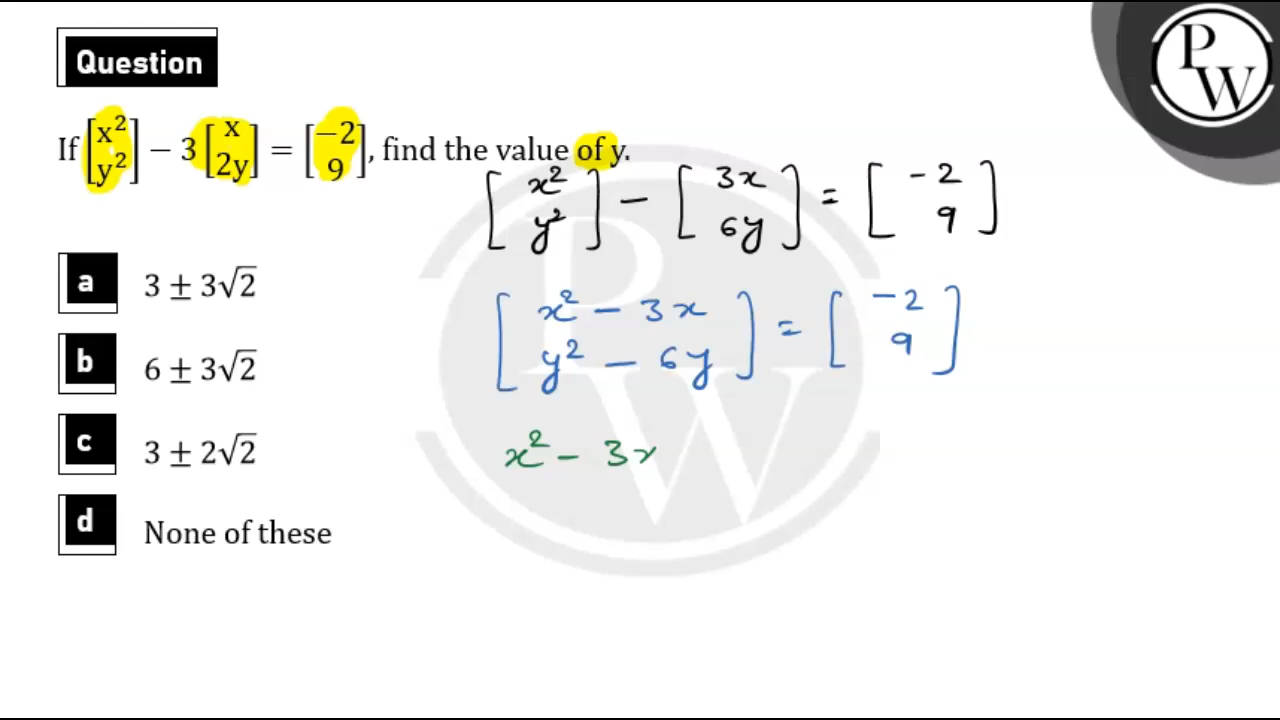 Question
PW
If [x² y²] − 3 [x 2y] = [−2 9], find the value of y.
[x² y²] − [3x 6y] = [−2 9]
a 3 ± 3√2
[x² − 3x y² − 6y] = [−2 9]
b 6 ± 3√2
c 3 ± 2√2
x² − 3x
d None of these
PW